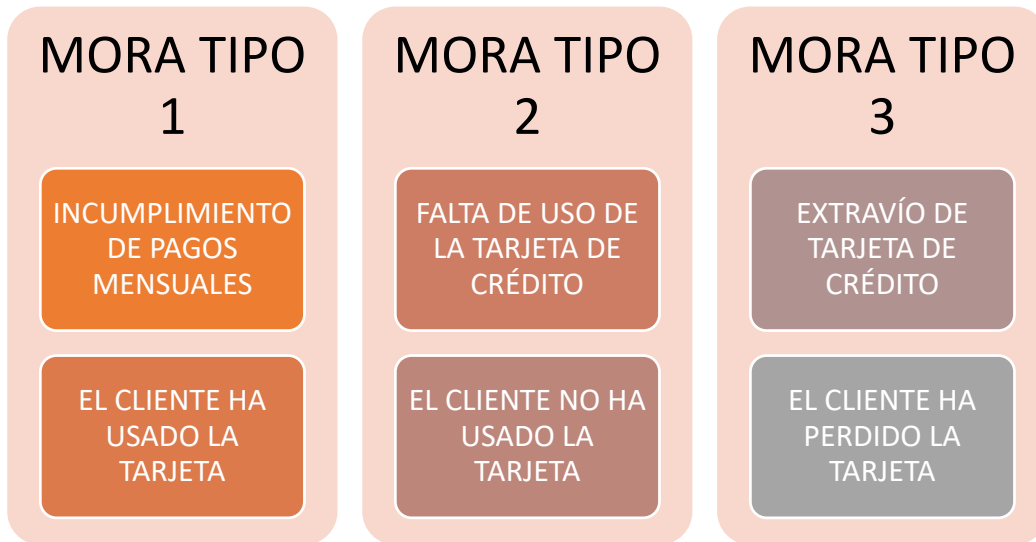 MORA TIPO
1
INCUMPLIMIENTO
DE PAGOS
MENSUALES
EL CLIENTE HA
USADO LA
TARJETA
MORA TIPO
2
FALTA DE USO DE
LA TARJETA DE
CRÉDITO
EL CLIENTE NO HA
USADO LA
TARJETA
MORA TIPO
3
EXTRAVÍO DE
TARJETA DE
CRÉDITO
EL CLIENTE HA
PERDIDO LA
TARJETA